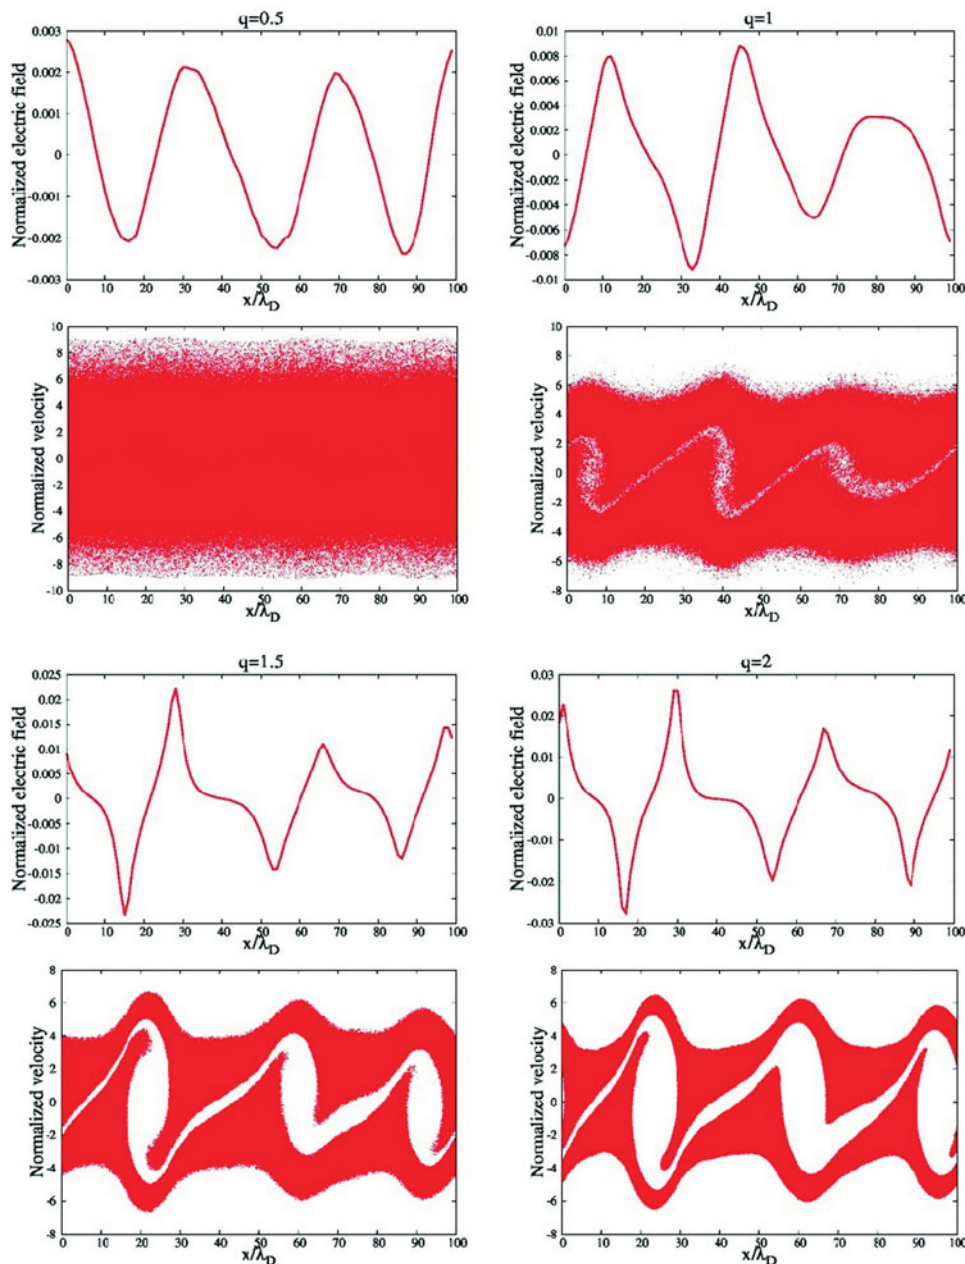 q=0.5
Normalized electric field
0.003
0.002
0.001
0
-0.001
-0.002
-0.003
0 10 20 30 40 50 60 70 80 90 100
x/λD
q=1
Normalized electric field
0.01
0.008
0.006
0.004
0.002
0
0.002
0.004
-0.006
-0.008
-0.01
0 10 20 30 40 50 60 70 80 90 100
x/λD
Normalized velocity
10
8
6
4
2
0
-2
-4
-6
-8
-10
0 10 20 30 40 50 60 70 80 90 100
x/λD
Normalized velocity
8
6
4
2
0
-2
-4
-6
-8
0 10 20 30 40 50 60 70 80 90 100
x/λD
q=1.5
Normalized electric field
0.025
0.02
0.015
0.01
0.005
0
-0.005
-0.01
-0.015
-0.02
0.025
0 10 20 30 40 50 60 70 80 90 100
x/λD
q=2
Normalized electric field
0.03
0.02
0.01
0
-0.01
-0.02
-0.03
0 10 20 30 40 50 60 70 80 90 100
x/λD
Normalized velocity
8
6
4
2
0
-2
-4
-6
-8
0 10 20 30 40 50 60 70 80 90 100
x/λD
Normalized velocity
8
6
4
2
0
-2
-4
-6
-8
0 10 20 30 40 50 60 70 80 90 100
x/λD